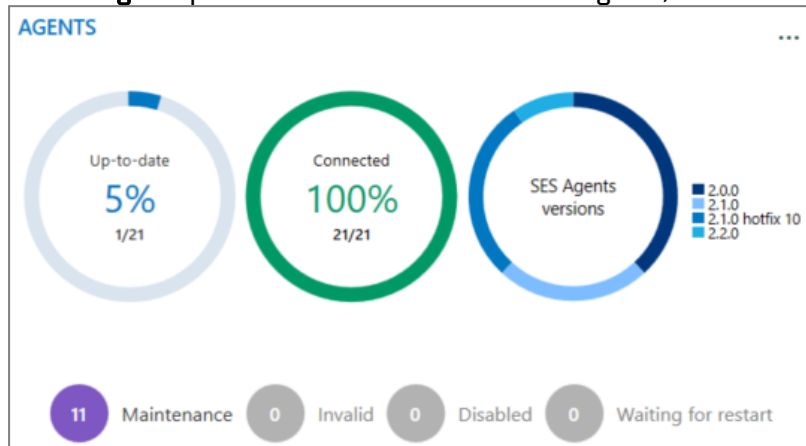 AGENTS
...
Up-to-date
5%
1/21
Connected
100%
21/21
SES Agents
versions
2.0.0
2.1.0
2.1.0 hotfix 10
2.2.0
11 Maintenance 0 Invalid 0 Disabled 0 Waiting for restart